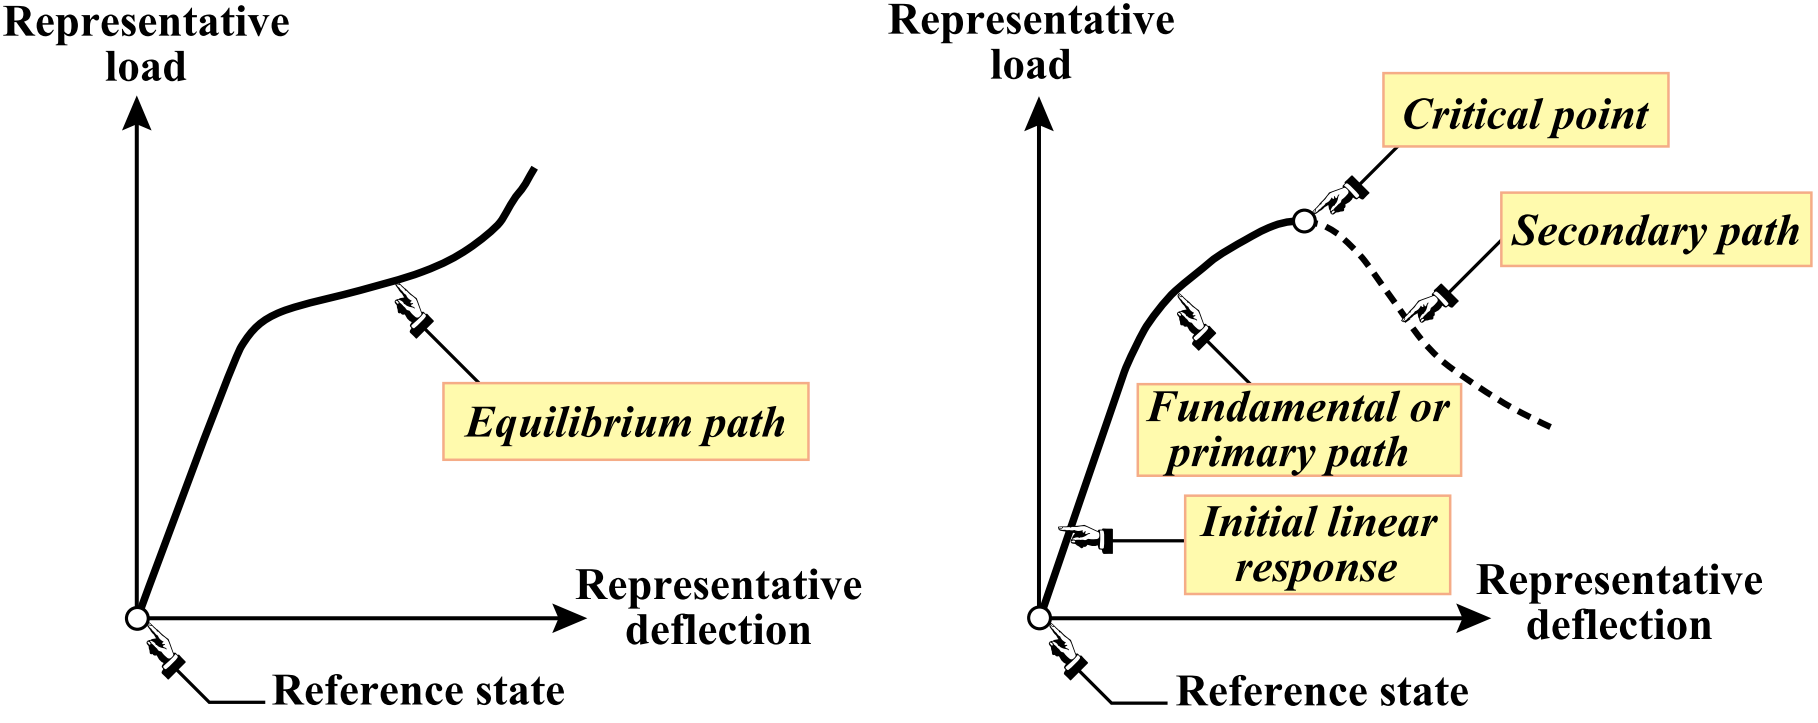 Representative
load
Equilibrium path
Representative
deflection
Reference state
Representative
load
Critical point
Secondary path
Fundamental or
primary path
Initial linear
response
Representative
deflection
Reference state